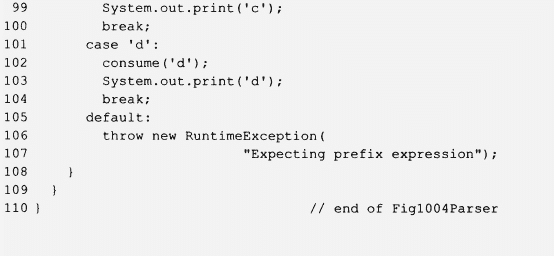 99         System.out.print('c');
100         break;
101       case 'd':
102         consume('d');
103         System.out.print('d');
104         break;
105       default:
106         throw new RuntimeException(
107                          "Expecting prefix expression");
108     }
109   }
110 }                                 // end of Fig1004Parser